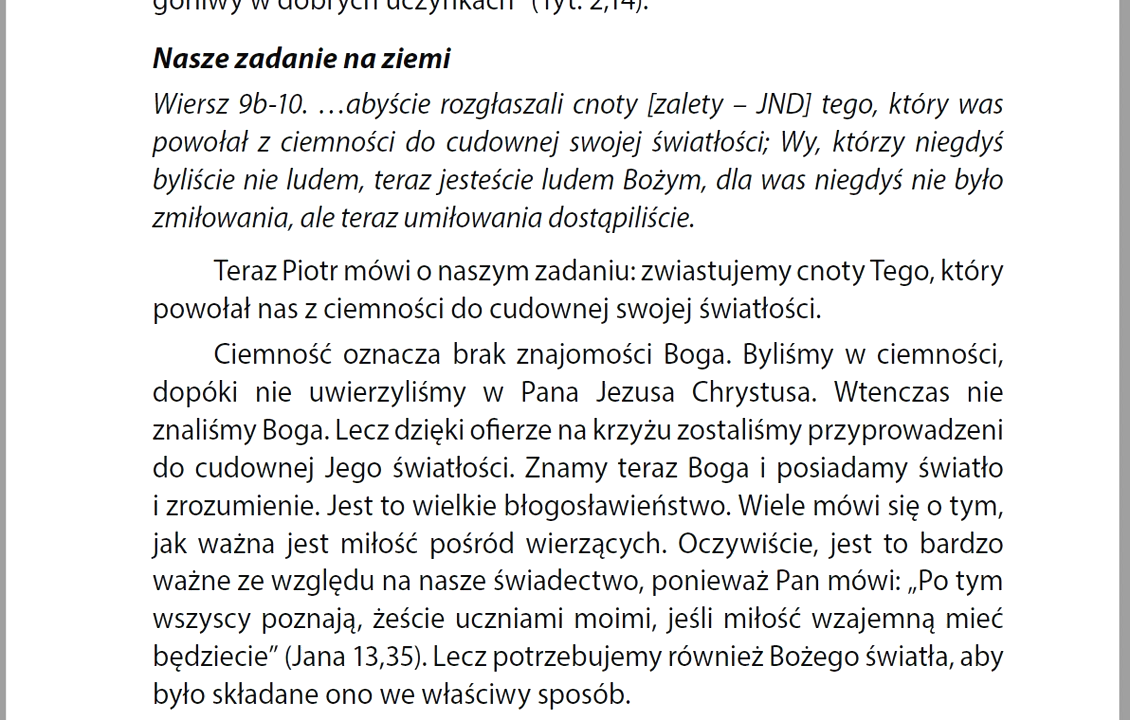 gorliwy w dobrych uczynkach” (Tyt. 2,14).
Nasze zadanie na ziemi
Wiersz 9b-10. …abyście rozgłaszali cnoty [zalety – JND] tego, który was
powołał z ciemności do cudownej swojej światłości; Wy, którzy niegdyś
byliście nie ludem, teraz jesteście ludem Bożym, dla was niegdyś nie było
zmiłowania, ale teraz umiłowania dostąpiliście.
Teraz Piotr mówi o naszym zadaniu: zwiastujemy cnoty Tego, który
powołał nas z ciemności do cudownej swojej światłości.
Ciemność oznacza brak znajomości Boga. Byliśmy w ciemności,
dopóki nie uwierzyliśmy w Pana Jezusa Chrystusa. Wtenczas nie
znaliśmy Boga. Lecz dzięki ofierze na krzyżu zostaliśmy przyprowadzeni
do cudownej Jego światłości. Znamy teraz Boga i posiadamy światło
i zrozumienie. Jest to wielkie błogosławieństwo. Wiele mówi się o tym,
jak ważna jest miłość pośród wierzących. Oczywiście, jest to bardzo
ważne ze względu na nasze świadectwo, ponieważ Pan mówi: „Po tym
wszyscy poznają, żeście uczniami moimi, jeśli miłość wzajemną mieć
będziecie” (Jana 13,35). Lecz potrzebujemy również Bożego światła, aby
było składane ono we właściwy sposób.